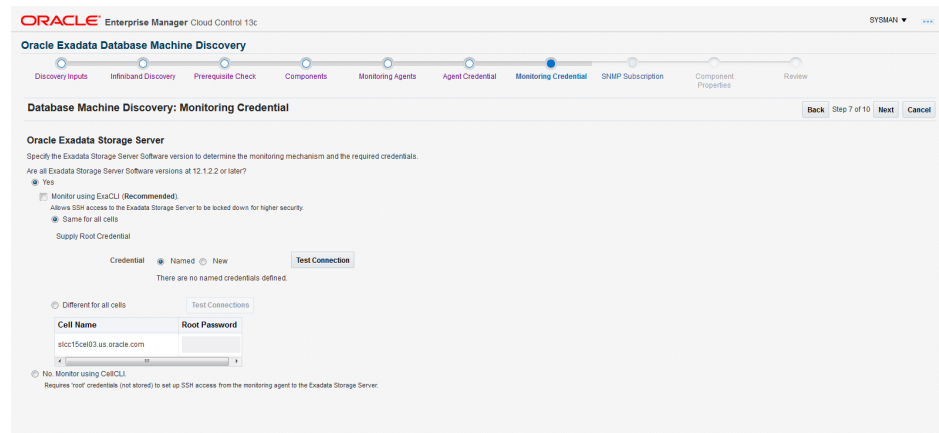 ORACLE Enterprise Manager Cloud Control 13c
SYSMAN
Oracle Exadata Database Machine Discovery
Discovery Inputs Infiniband Discovery Prerequisite Check Components Monitoring Agents Agent Credential Monitoring Credential SNMP Subscription Component Properties Review
Database Machine Discovery: Monitoring Credential
Back Step 7 of 10 Next Cancel
Oracle Exadata Storage Server
Specify the Exadata Storage Server Software version to determine the monitoring mechanism and the required credentials.
Are all Exadata Storage Server Software versions at 12.1.2.2 or later?
Yes
Monitor using ExaCLI (Recommended).
Allows SSH access to the Exadata Storage Server to be locked down for higher security.
Same for all cells
Supply Root Credential
Credential Named New Test Connection
There are no named credentials defined.
Different for all cells Test Connections
Cell Name Root Password
slcc15cel03.us.oracle.com
No. Monitor using CellCLI.
Requires 'root' credentials (not stored) to set up SSH access from the monitoring agent to the Exadata Storage Server.